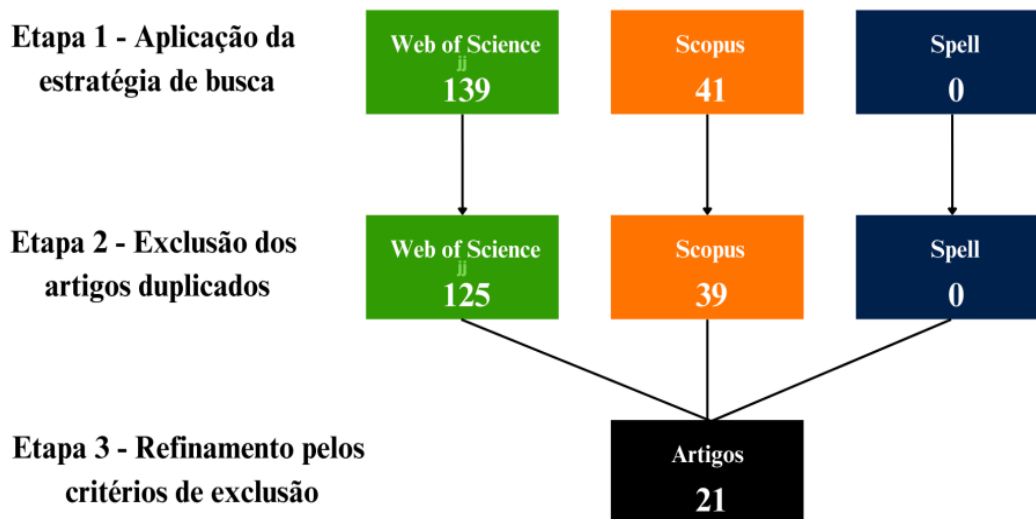 Etapa 1 - Aplicação da
estratégia de busca
Web of Science
jj
139
Scopus
41
Spell
0
Etapa 2 - Exclusão dos
artigos duplicados
Web of Science
jj
125
Scopus
39
Spell
0
Etapa 3 - Refinamento pelos
critérios de exclusão
Artigos
21